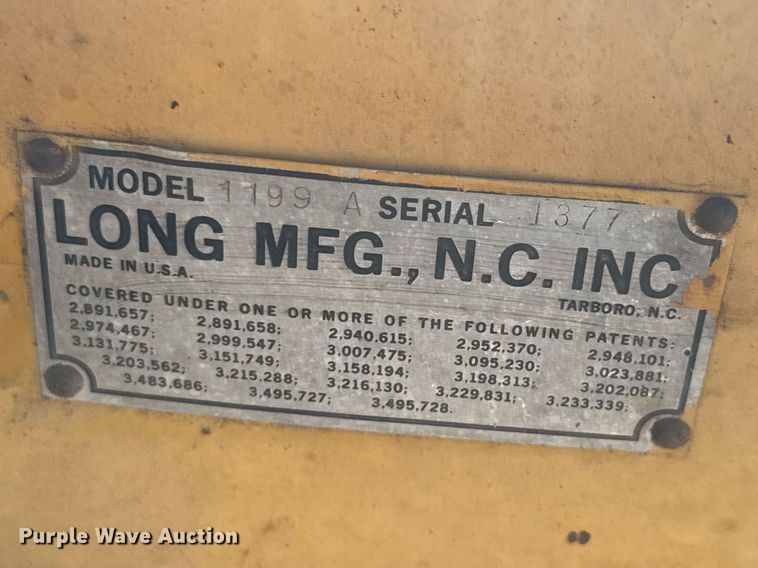 MODEL 1199 A SERIAL 1377
LONG MFG., N.C. INC
MADE IN U.S.A.
TARBORO, N.C.
COVERED UNDER ONE OR MORE OF THE FOLLOWING PATENTS:
2,891,657; 2,891,658; 2,940,615; 2,952,370; 2,948,101;
2,974,467; 2,999,547; 3,007,475; 3,095,230; 3,023,881;
3,131,775; 3,151,749; 3,158,194; 3,198,313; 3,202,087;
3,203,562; 3,215,288; 3,216,130; 3,229,831; 3,233,339;
3,483,686; 3,495,727; 3,495,728.
Purple Wave Auction